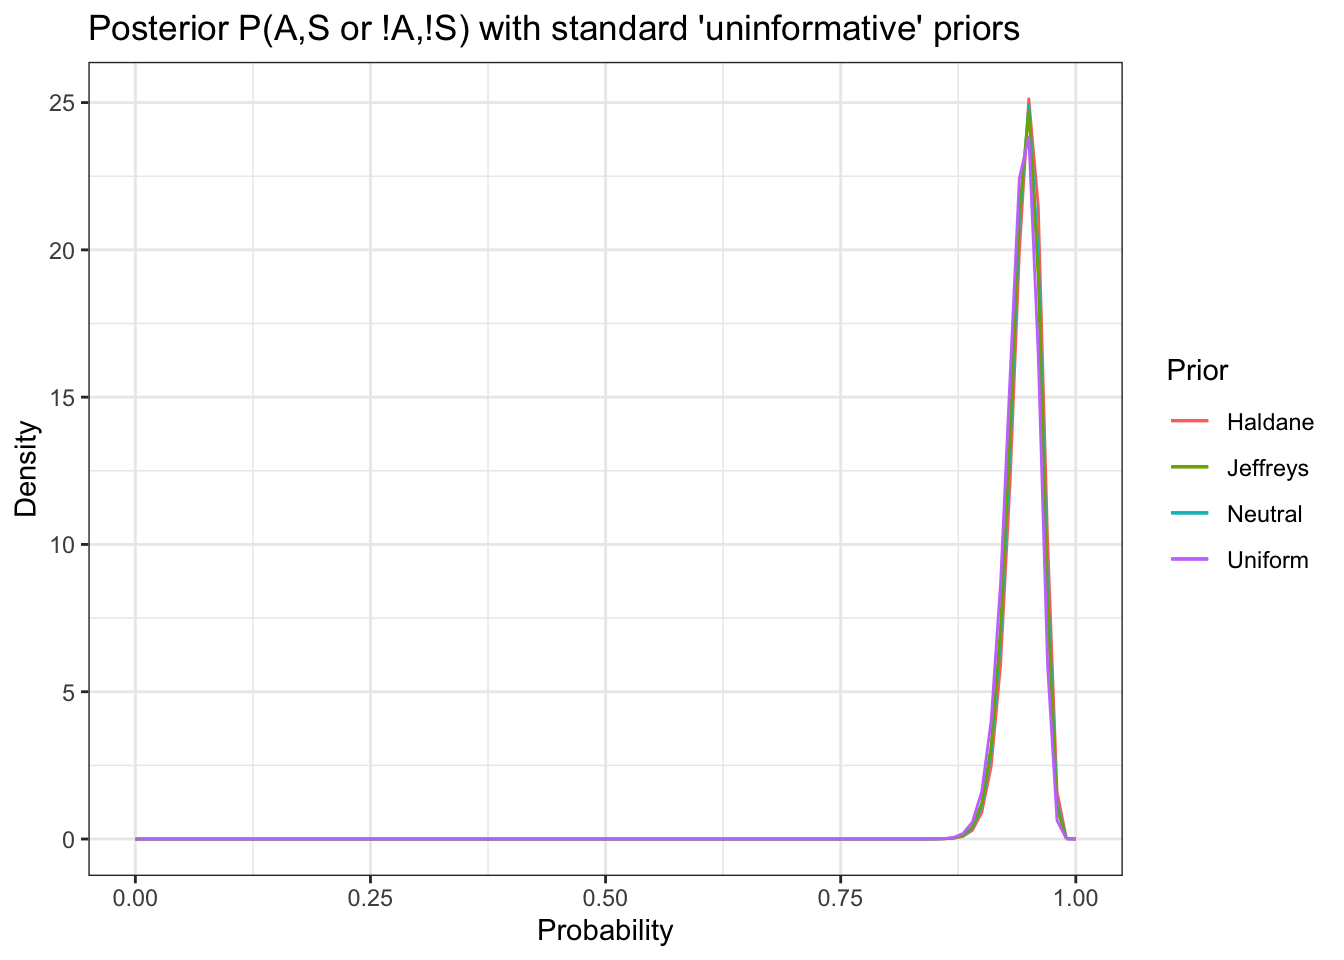 Posterior P(A,S or !A,!S) with standard 'uninformative' priors
25
20
15
10
5
0
Density
0.00
0.25
0.50
0.75
1.00
Probability
Prior
Haldane
Jeffreys
Neutral
Uniform